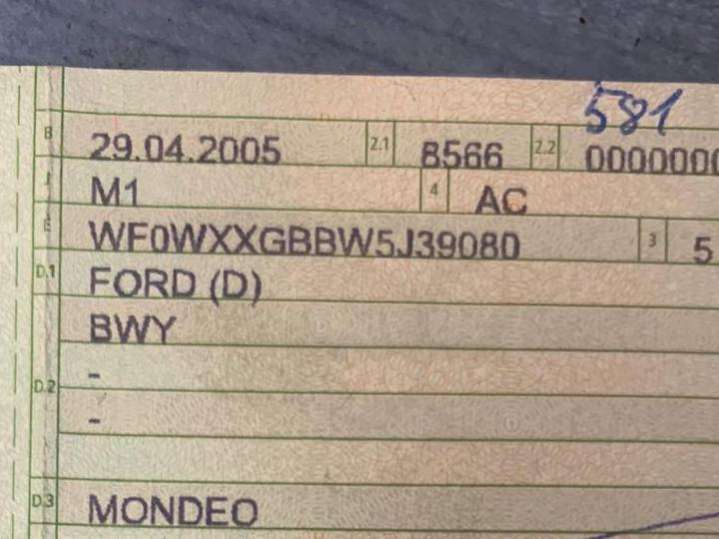 581
B 29.04.2005 2.1 8566 2.2 0000000
J M1 4 AC
E WF0WXXGBBW5J39080 3 5
D.1 FORD (D)
BWY
D.2 -
-
D.3 MONDEO